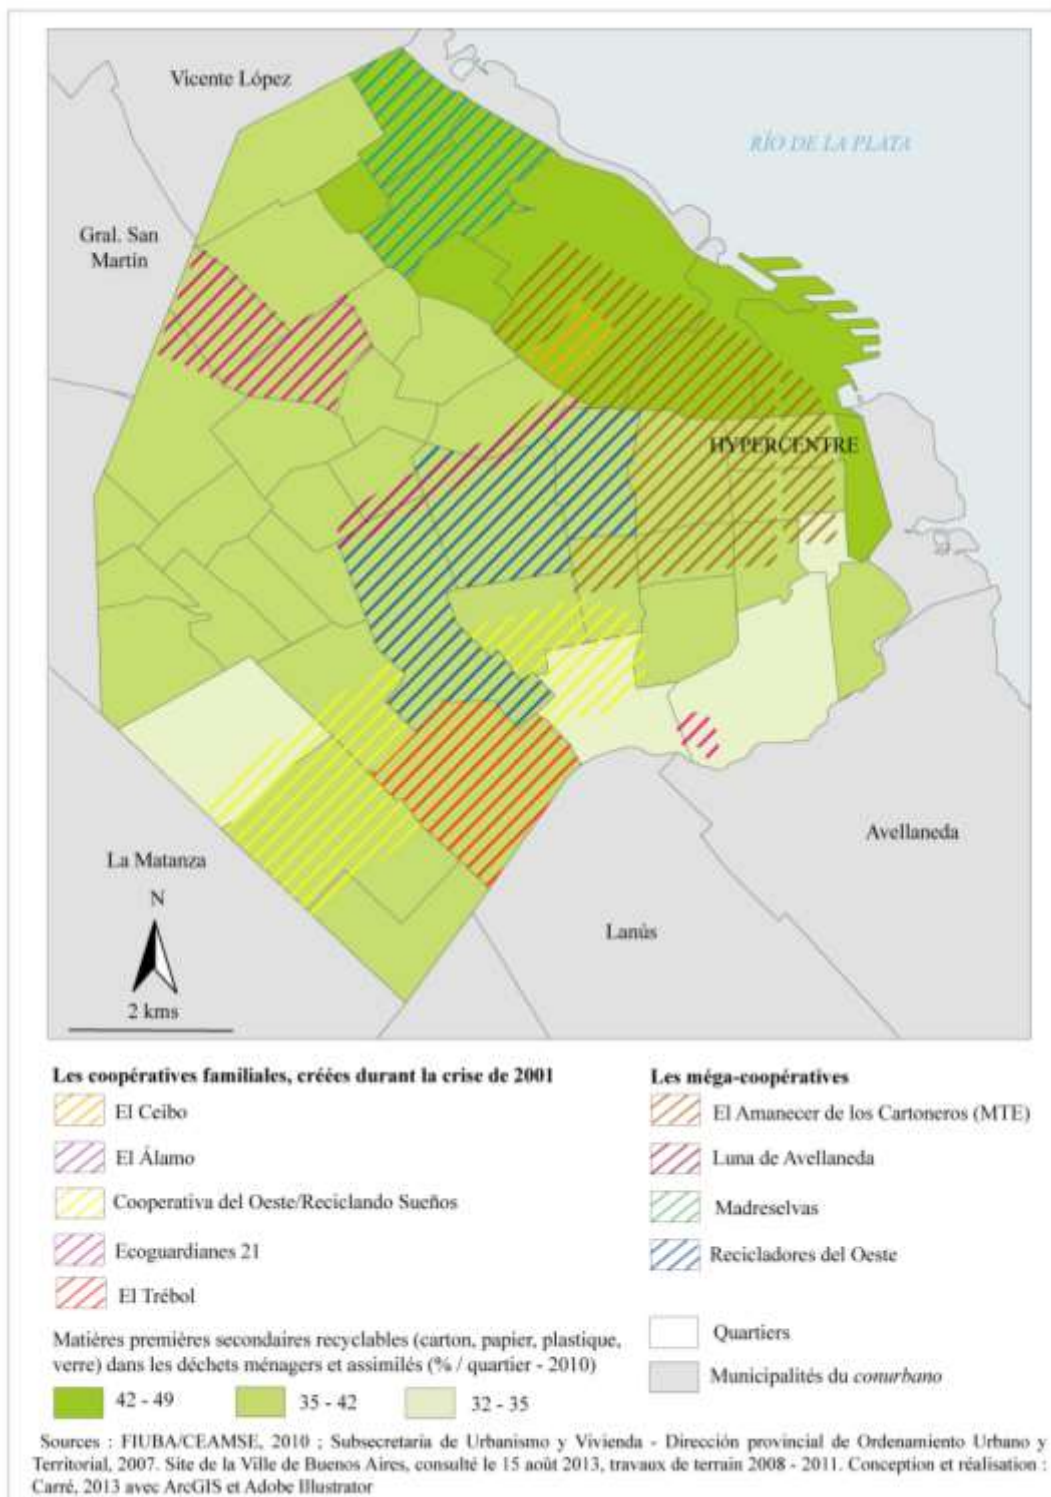 Vicente López
RÍO DE LA PLATA
Gral. San
Martín
HYPERCENTRE
Avellaneda
La Matanza
N
Lanús
2 kms
Les coopératives familiales, créées durant la crise de 2001
El Ceibo
El Álamo
Cooperativa del Oeste/Reciclando Sueños
Ecoguardianes 21
El Trébol
Matières premières secondaires recyclables (carton, papier, plastique,
verre) dans les déchets ménagers et assimilés (% / quartier - 2010)
42 - 49
35 - 42
32 - 35
Les méga-coopératives
El Amanecer de los Cartoneros (MTE)
Luna de Avellaneda
Madreselvas
Recicladores del Oeste
Quartiers
Municipalités du conurbano
Sources : FIUBA/CEAMSE, 2010 ; Subsecretaría de Urbanismo y Vivienda - Dirección provincial de Ordenamiento Urbano y
Territorial, 2007. Site de la Ville de Buenos Aires, consulté le 15 août 2013, travaux de terrain 2008 - 2011. Conception et réalisation :
Carré, 2013 avec ArcGIS et Adobe Illustrator